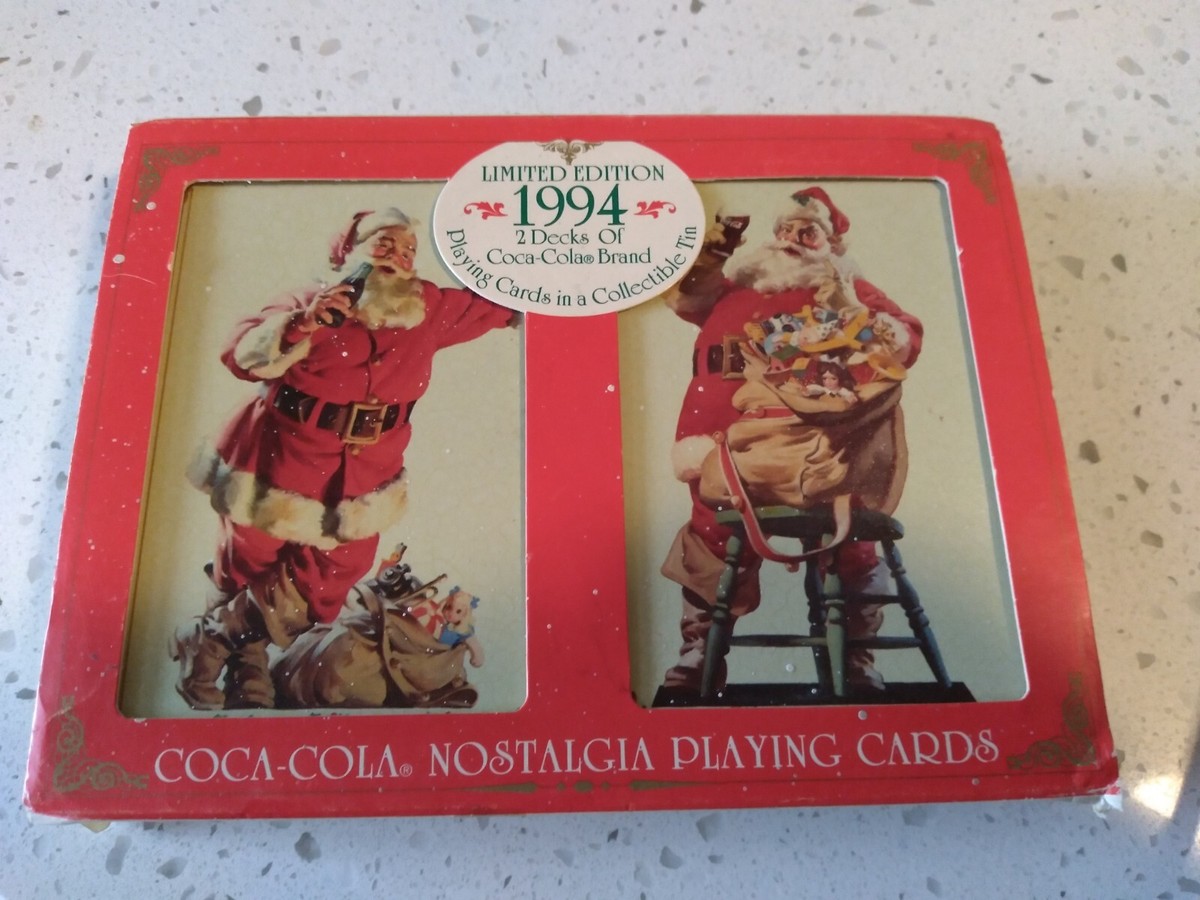 LIMITED EDITION
1994
2 Decks Of
Coca-Cola® Brand
Playing Cards in a Collectible Tin
COCA-COLA® NOSTALGIA PLAYING CARDS